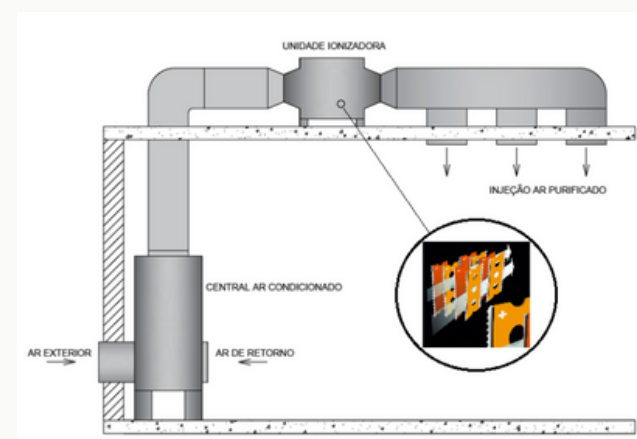 UNIDADE IONIZADORA
INJEÇÃO AR PURIFICADO
CENTRAL AR CONDICIONADO
AR EXTERIOR
AR DE RETORNO